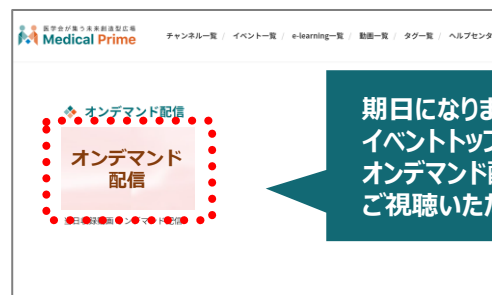 医学会が集う未来創造型広場
Medical Prime
チャンネル一覧 / イベント一覧 / e-learning一覧 / 動画一覧 / タグ一覧 / ヘルプセンタ
オンデマンド配信
オンデマンド
配信
期日になりま
イベントトップ
オンデマンド配
ご視聴いただ